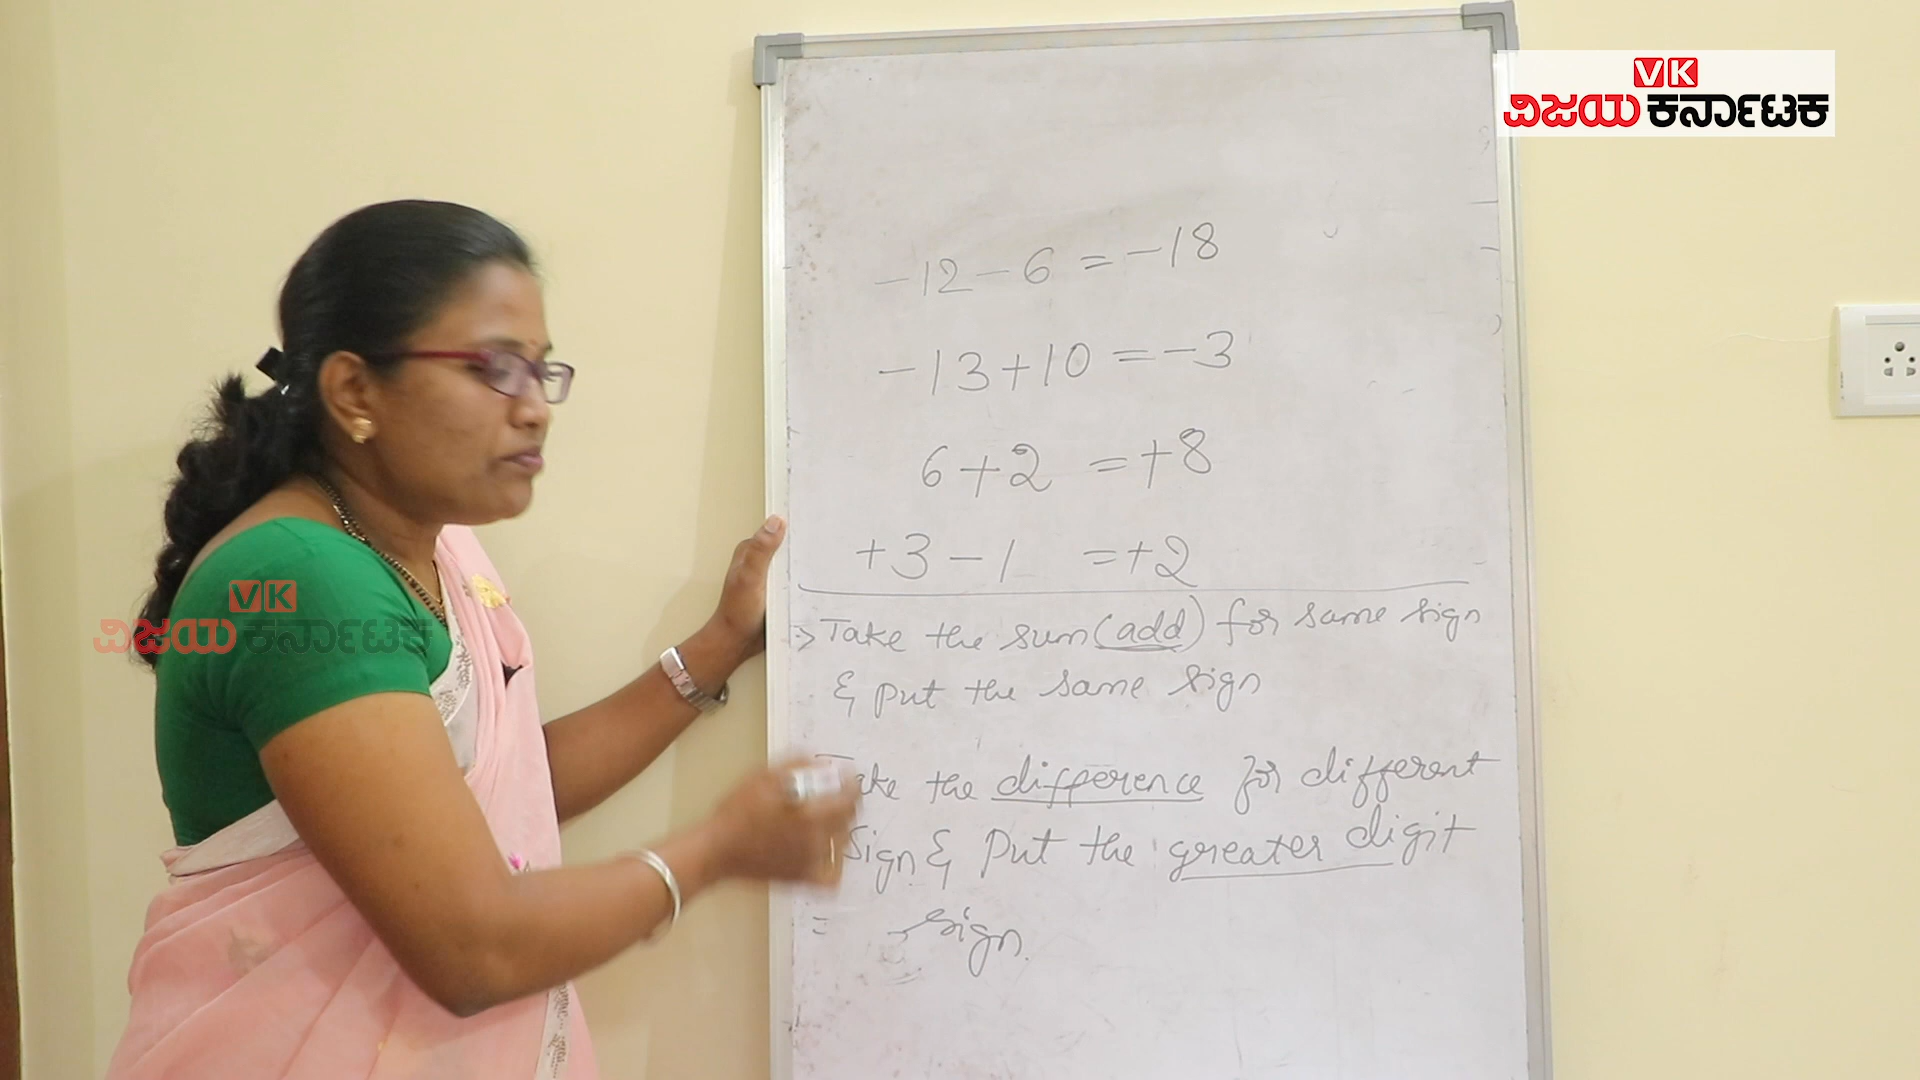 VK
ವಿಜಯ ಕರ್ನಾಟಕ
-12-6 = -18
-13+10 = -3
6+2 = +8
+3-1 = +2
⇒ Take the sum (add) for same sign
& put the same sign
Take the difference for different
Sign & Put the greater digit
= sign.
VK
ವಿಜಯ ಕರ್ನಾಟಕ